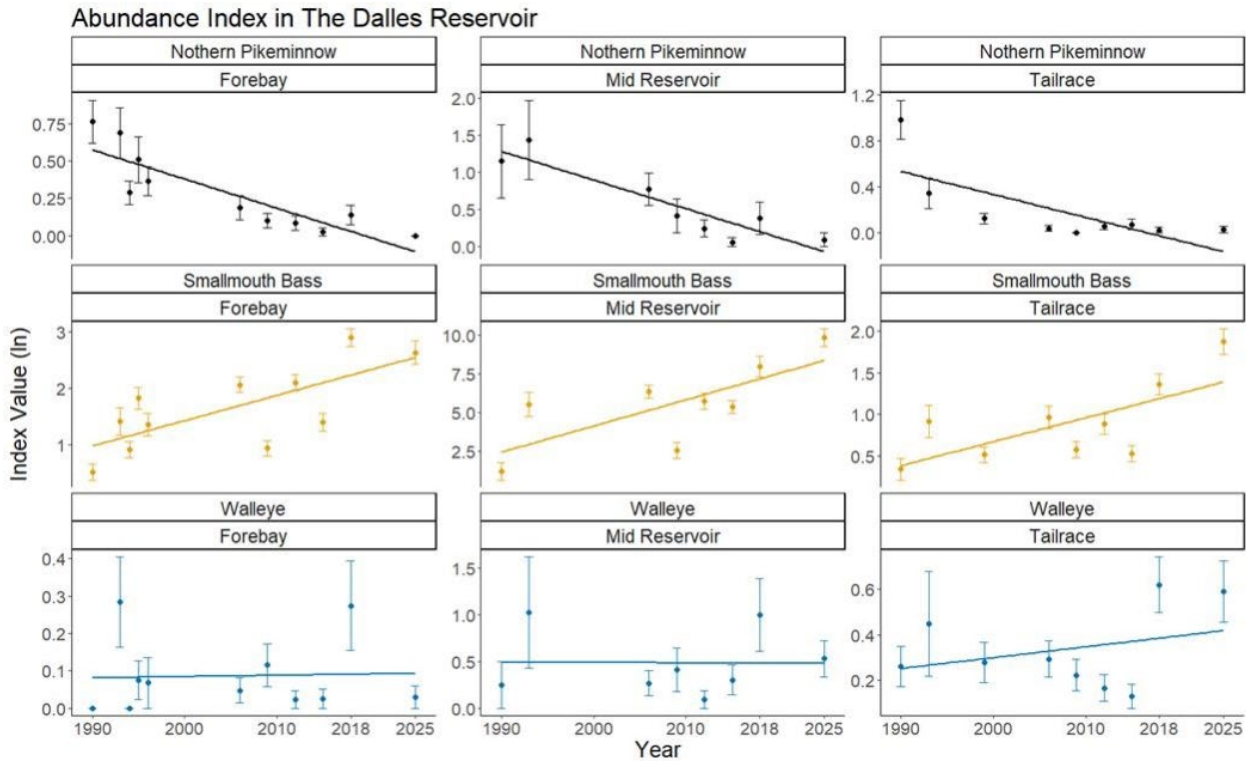 Abundance Index in The Dalles Reservoir
Nothern Pikeminnow
Forebay
0.75
0.50
0.25
0.00
Nothern Pikeminnow
Mid Reservoir
2.0
1.5
1.0
0.5
0.0
Nothern Pikeminnow
Tailrace
1.2
0.8
0.4
0.0
Index Value (ln)
Smallmouth Bass
Forebay
3
2
1
Smallmouth Bass
Mid Reservoir
10.0
7.5
5.0
2.5
Smallmouth Bass
Tailrace
2.0
1.5
1.0
0.5
Walleye
Forebay
0.4
0.3
0.2
0.1
0.0
1990 2000 2010 2018 2025
Walleye
Mid Reservoir
1.5
1.0
0.5
0.0
1990 2000 2010 2018 2025
Walleye
Tailrace
0.6
0.4
0.2
1990 2000 2010 2018 2025
Year